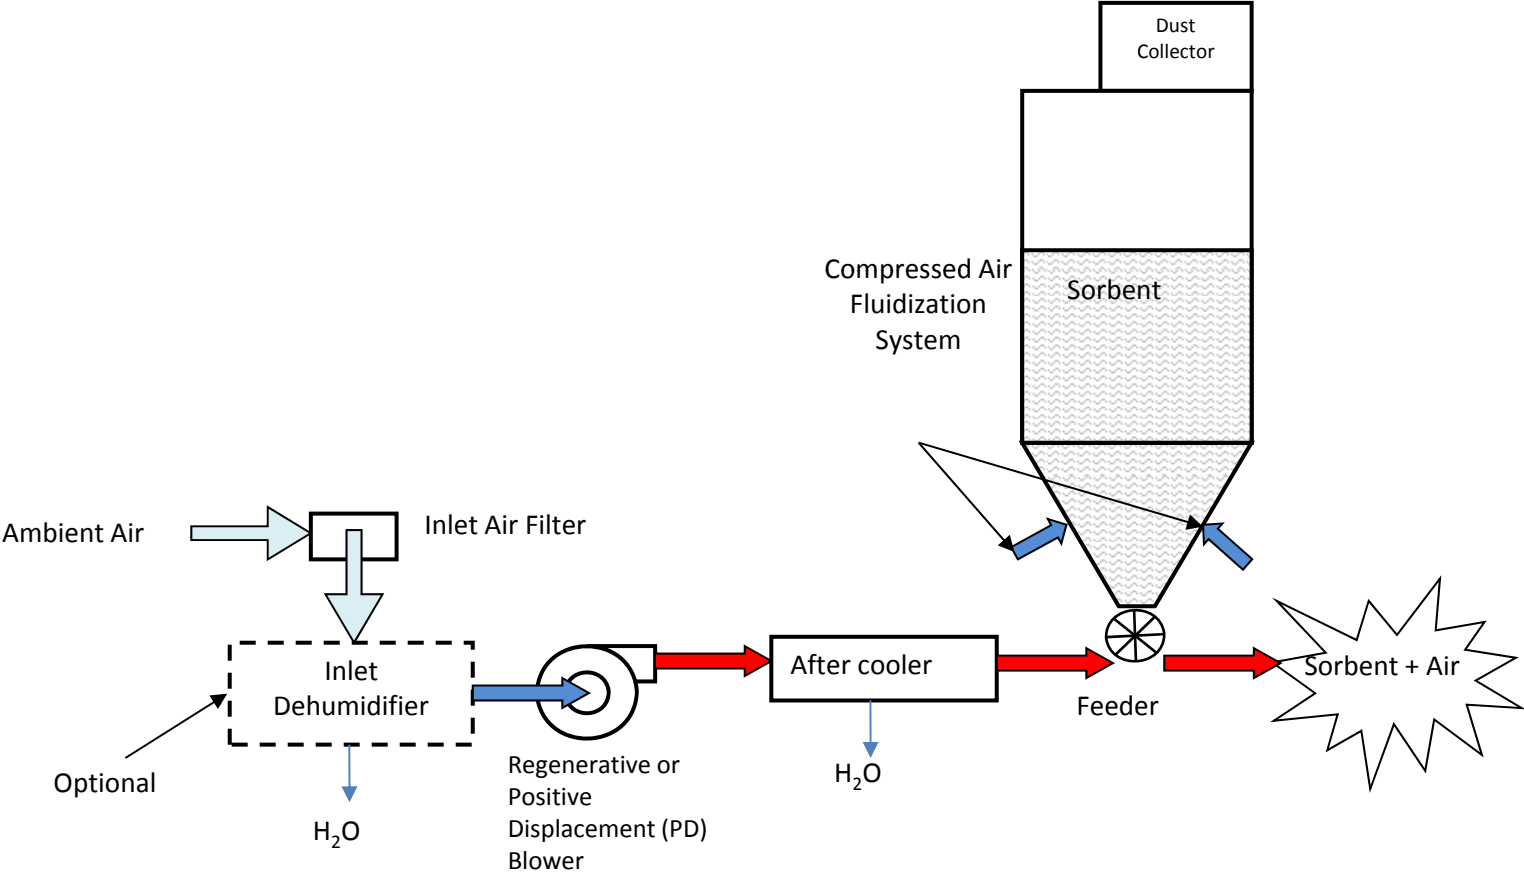 Dust
Collector
Compressed Air
Fluidization
System
Sorbent
Ambient Air
Inlet Air Filter
Inlet
Dehumidifier
Optional
H₂O
Regenerative or
Positive
Displacement (PD)
Blower
After cooler
H₂O
Feeder
Sorbent + Air